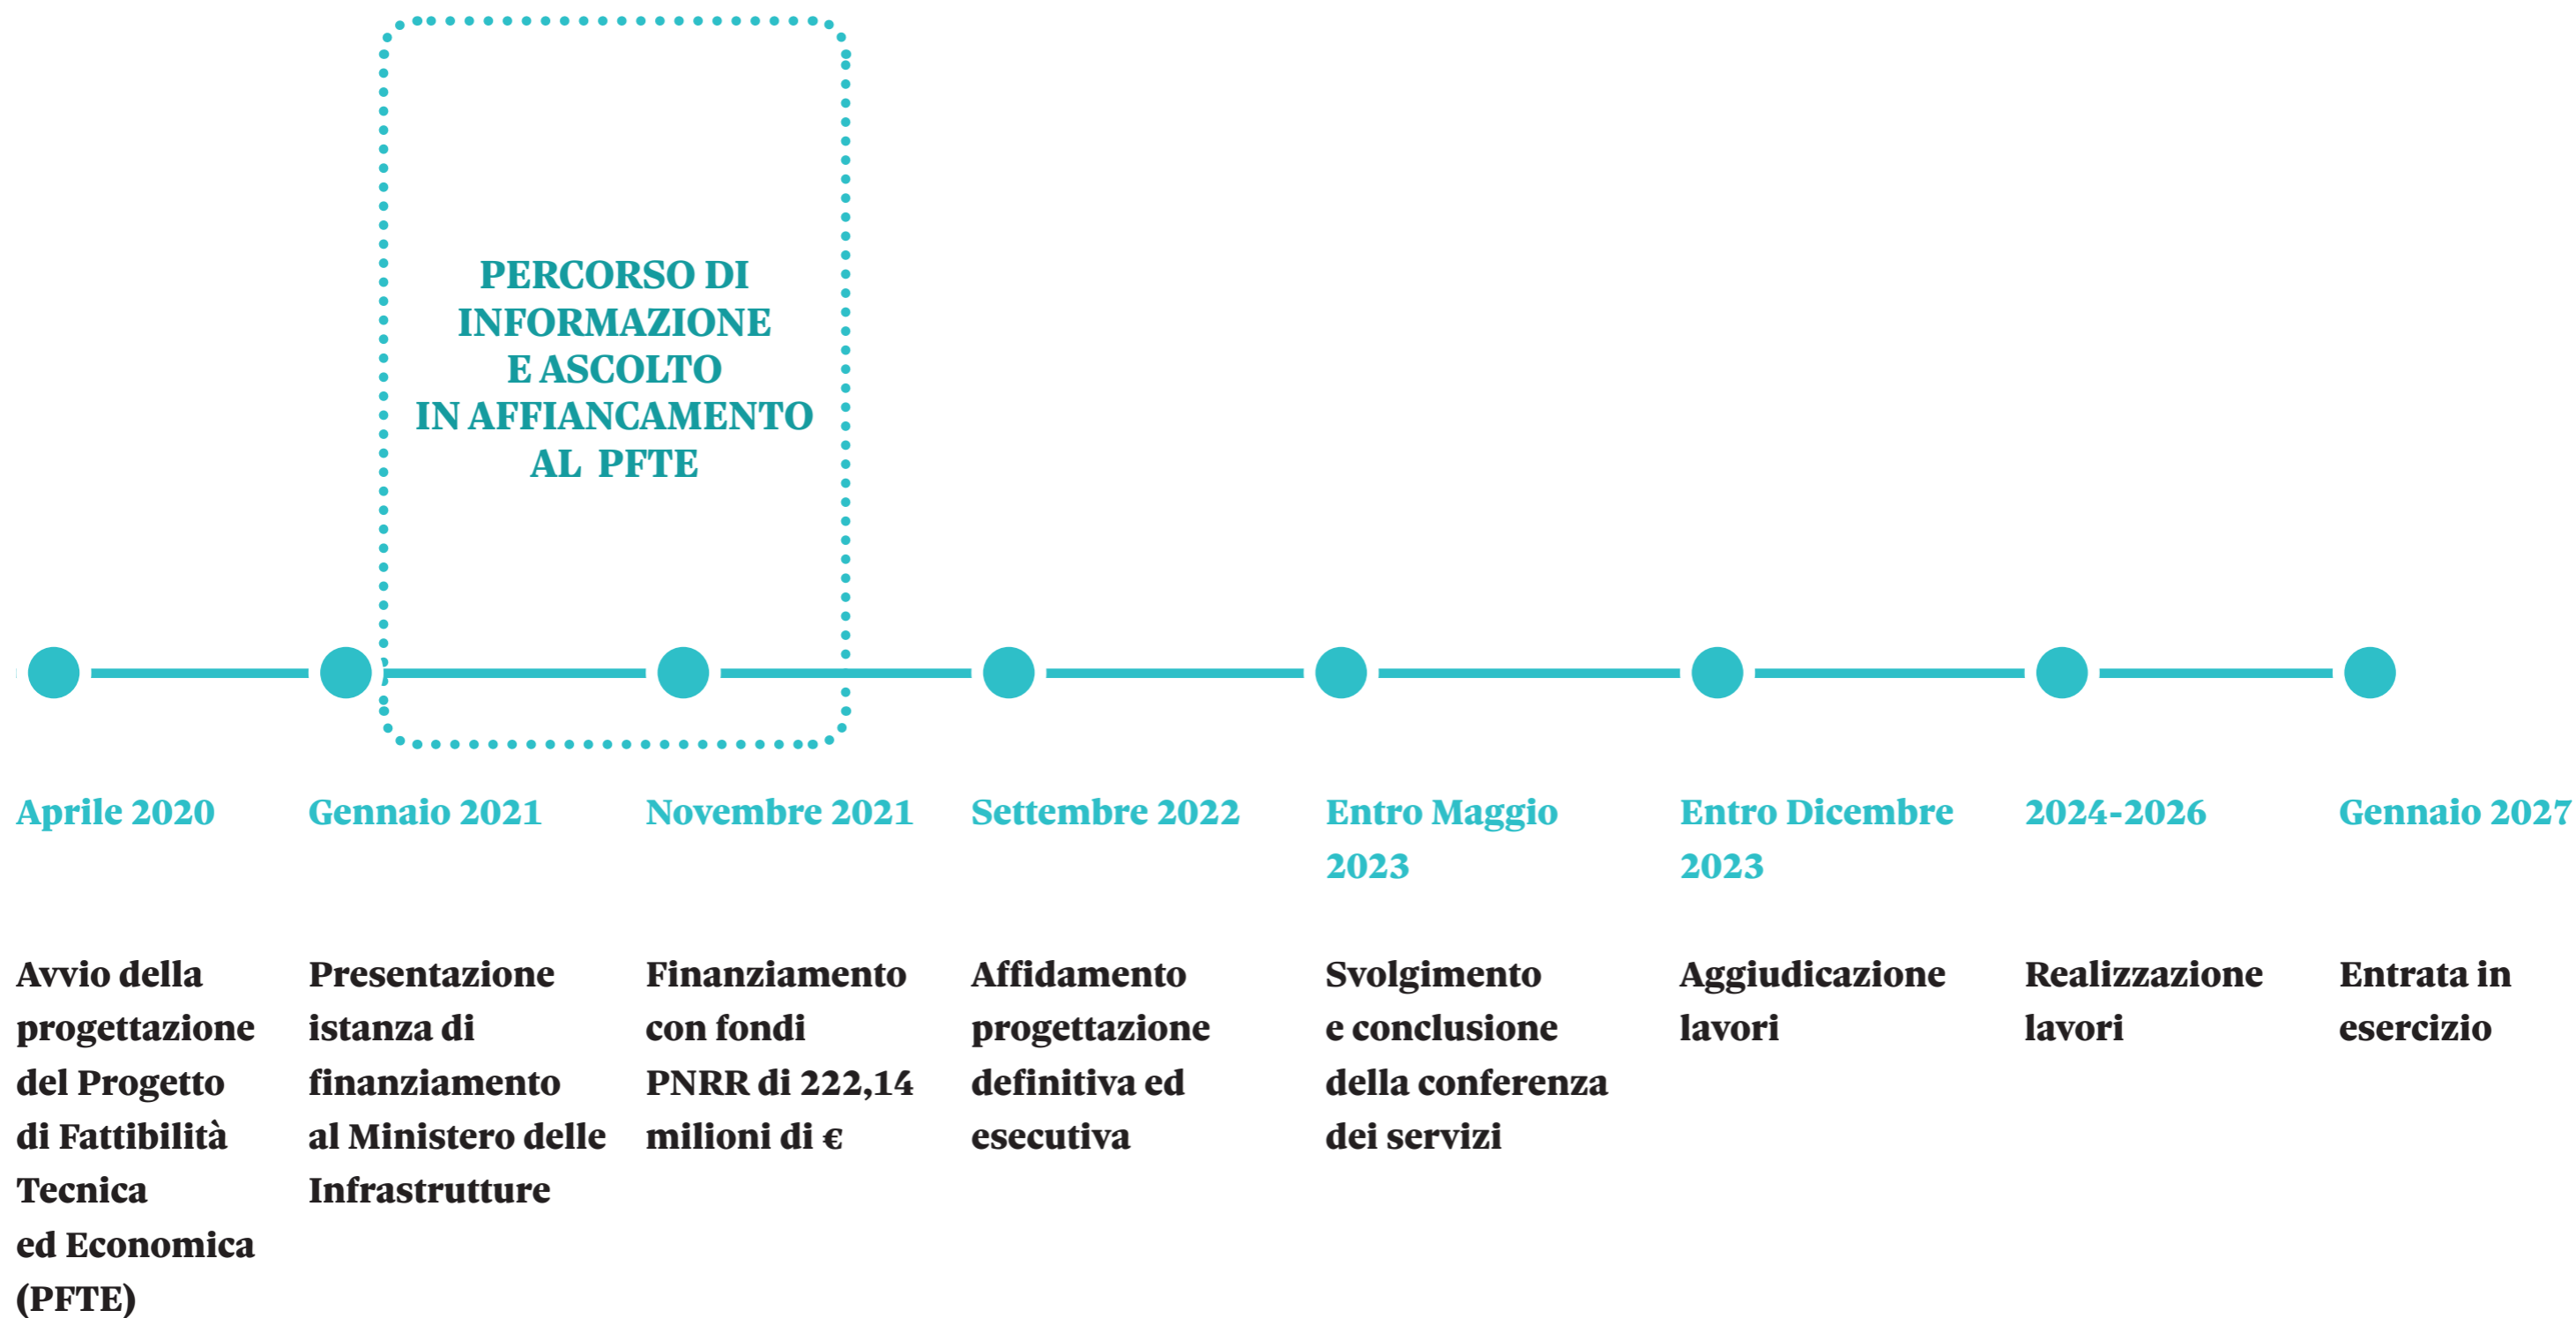 PERCORSO DI
INFORMAZIONE
E ASCOLTO
IN AFFIANCAMENTO
AL PFTE
Aprile 2020
Avvio della
progettazione
del Progetto
di Fattibilità
Tecnica
ed Economica
(PFTE)
Gennaio 2021
Presentazione
istanza di
finanziamento
al Ministero delle
Infrastrutture
Novembre 2021
Finanziamento
con fondi
PNRR di 222,14
milioni di €
Settembre 2022
Affidamento
progettazione
definitiva ed
esecutiva
Entro Maggio
2023
Svolgimento
e conclusione
della conferenza
dei servizi
Entro Dicembre
2023
Aggiudicazione
lavori
2024-2026
Realizzazione
lavori
Gennaio 2027
Entrata in
esercizio